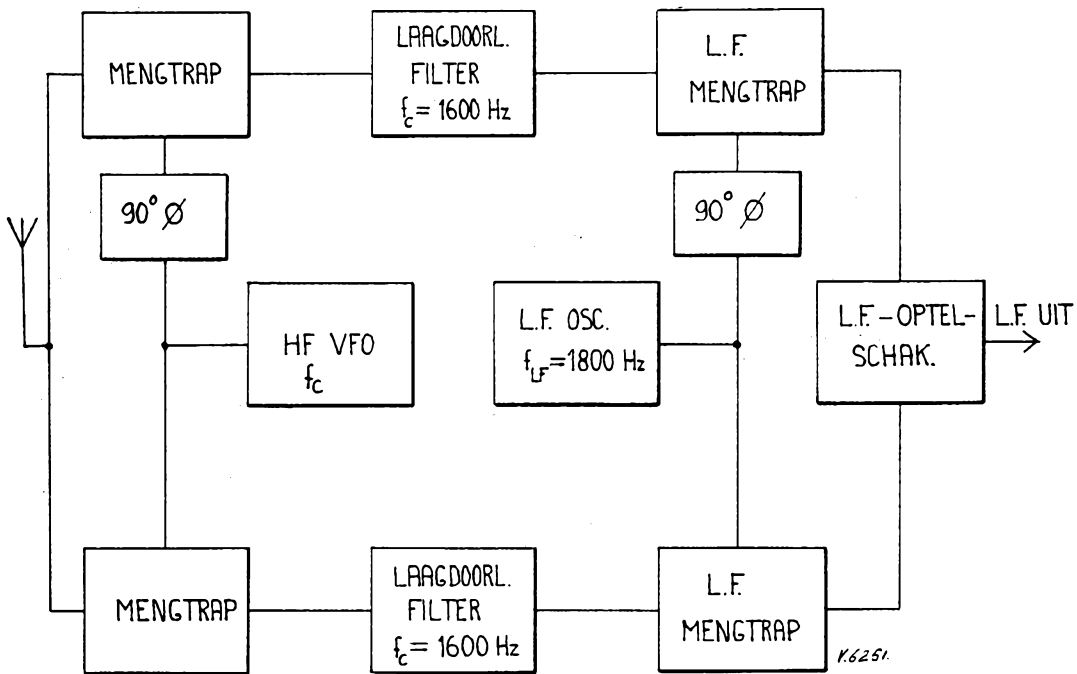 MENGTRAP
LAAGDOORL.
FILTER
fc = 1600 Hz
L.F.
MENGTRAP
90° Ø
90° Ø
HF VFO
fc
L.F. OSC.
fLF = 1800 Hz
L.F.-OPTEL-
SCHAK.
L.F. UIT
MENGTRAP
LAAGDOORL.
FILTER
fc = 1600 Hz
L.F.
MENGTRAP
V.6251.